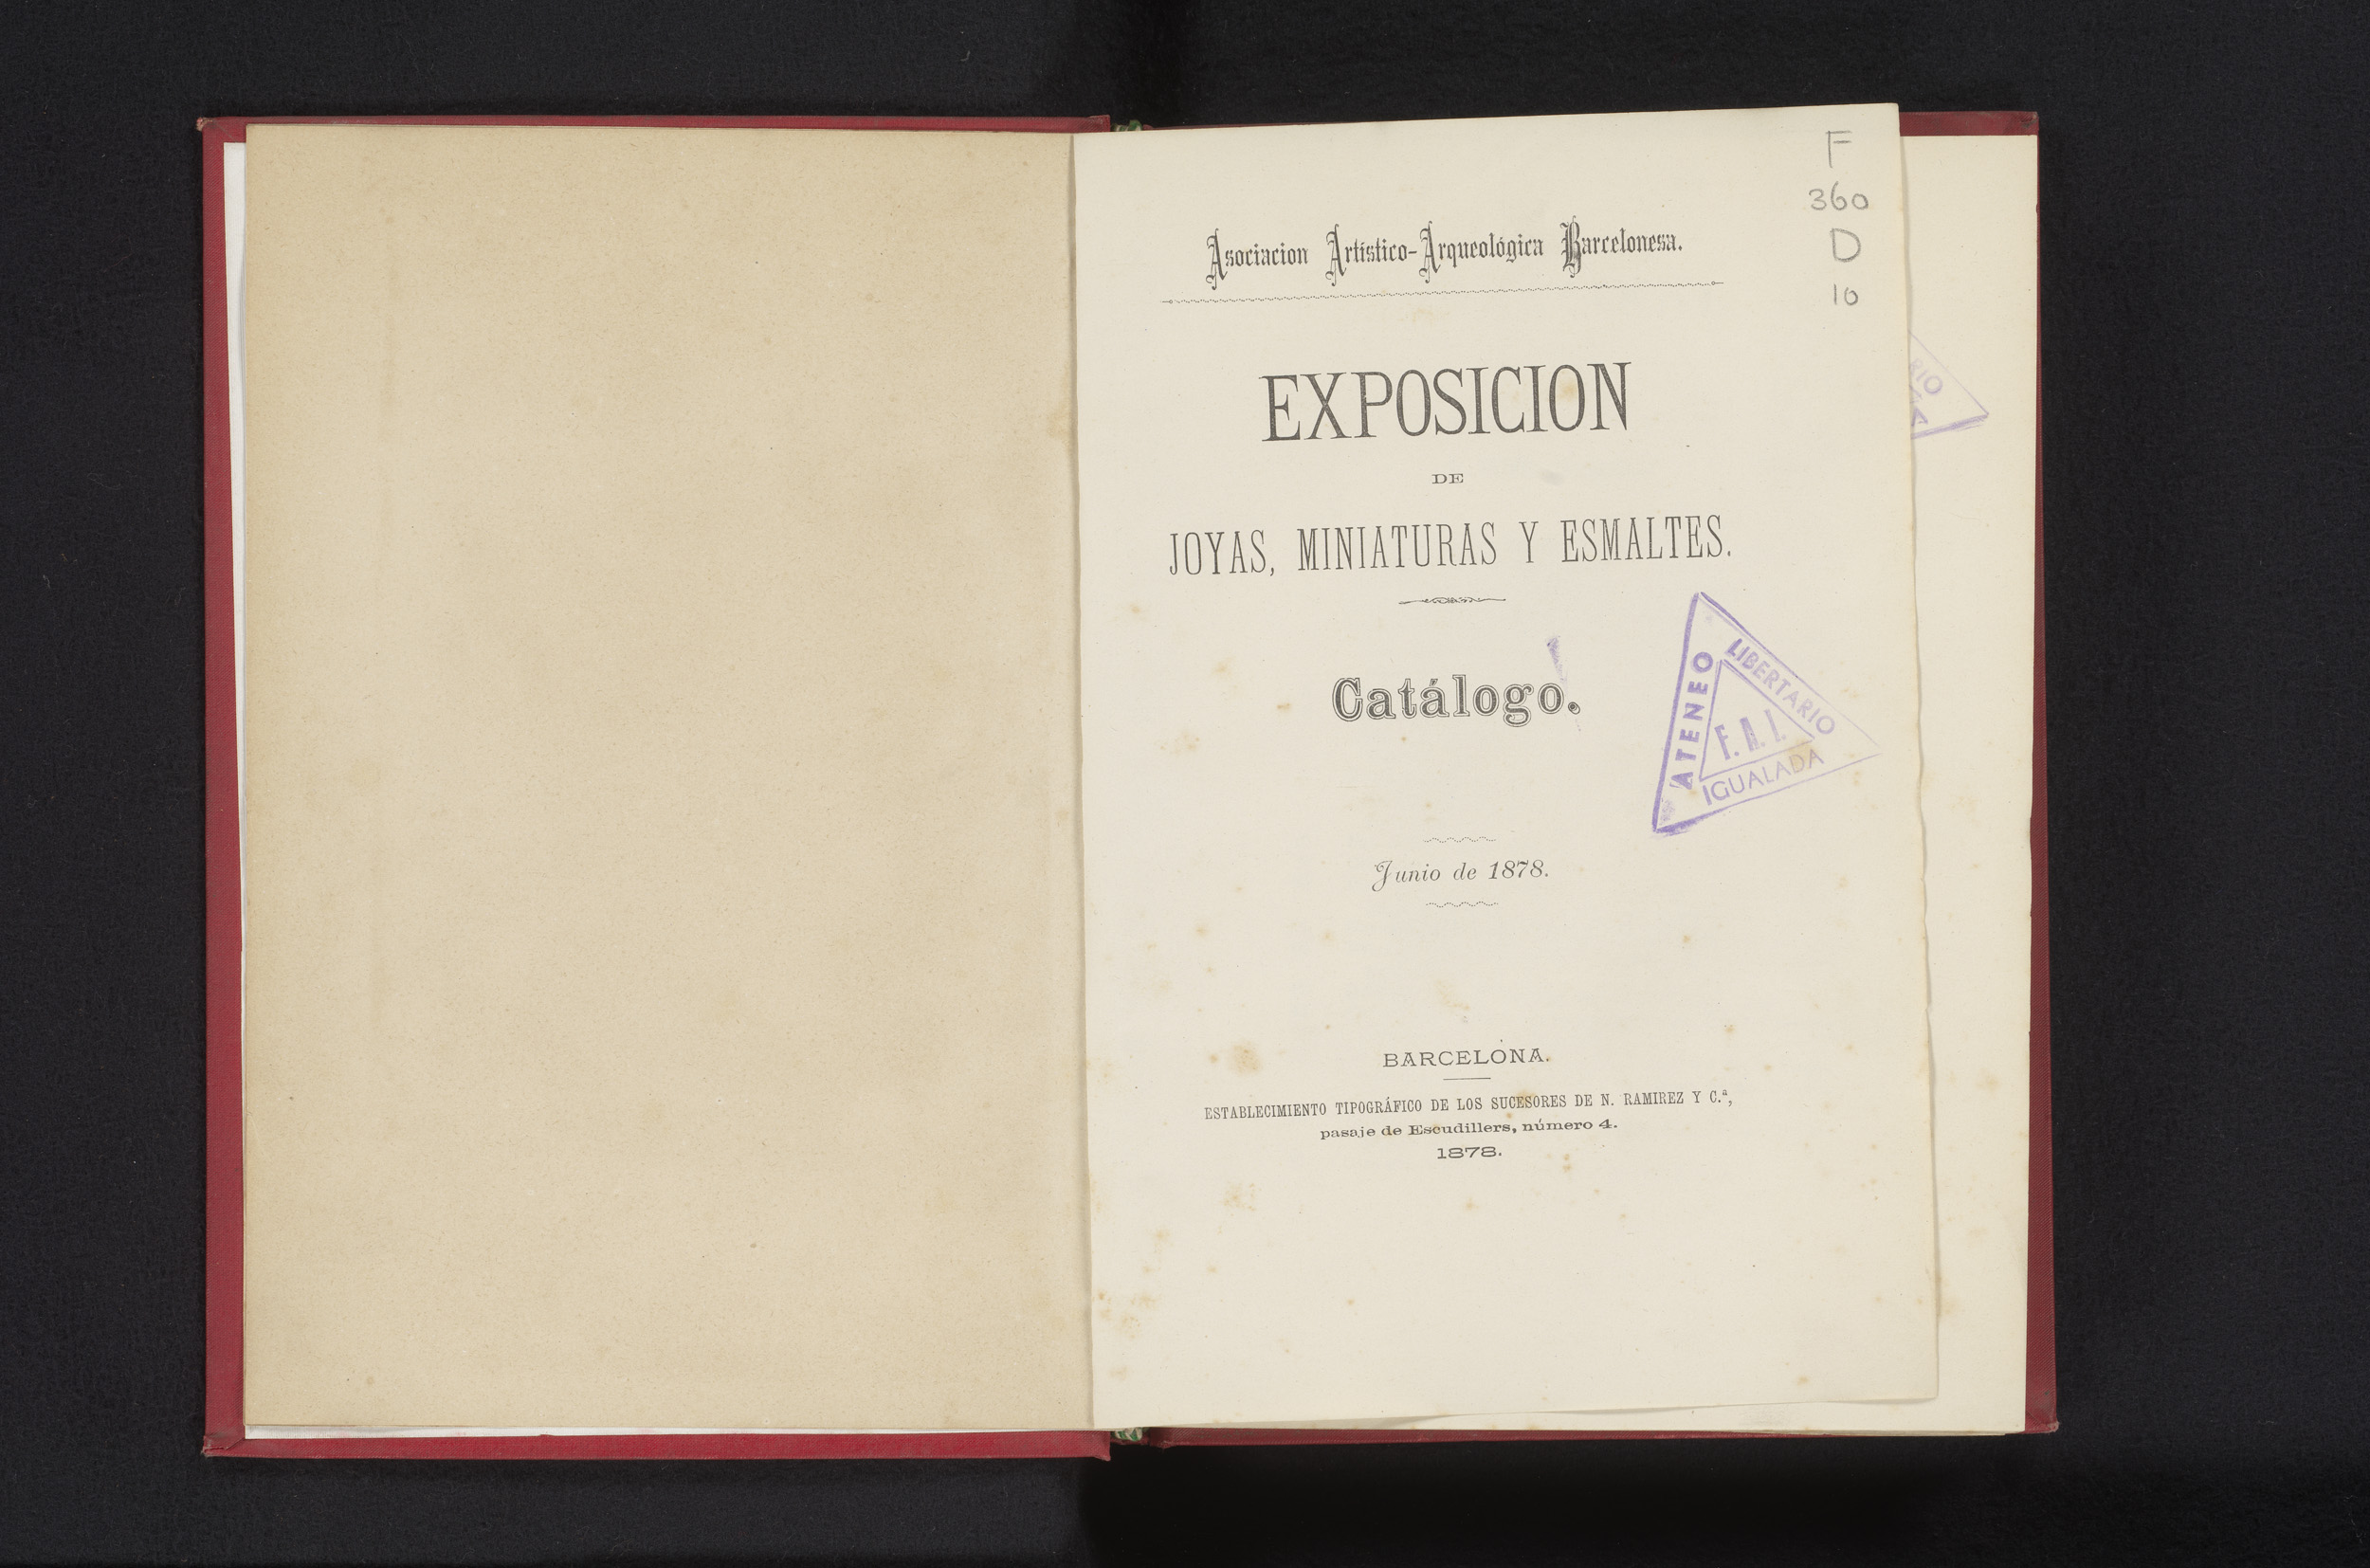 F
360
D
10
Asociacion Artístico-Arqueológica Barcelonesa.
EXPOSICION
DE
JOYAS, MINIATURAS Y ESMALTES.
Catálogo.
ATENEO
LIBERTARIO
F.A.I.
IGUALADA
Junio de 1878.
BARCELONA.
ESTABLECIMIENTO TIPOGRÁFICO DE LOS SUCESORES DE N. RAMIREZ Y C.ª,
pasaje de Escudillers, número 4.
1878.
RIO